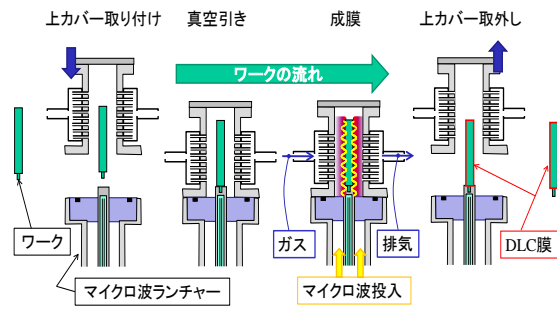 上カバー取り付け
真空引き
成膜
上カバー取外し
ワークの流れ
ガス
排気
ワーク
DLC膜
マイクロ波ランチャー
マイクロ波投入